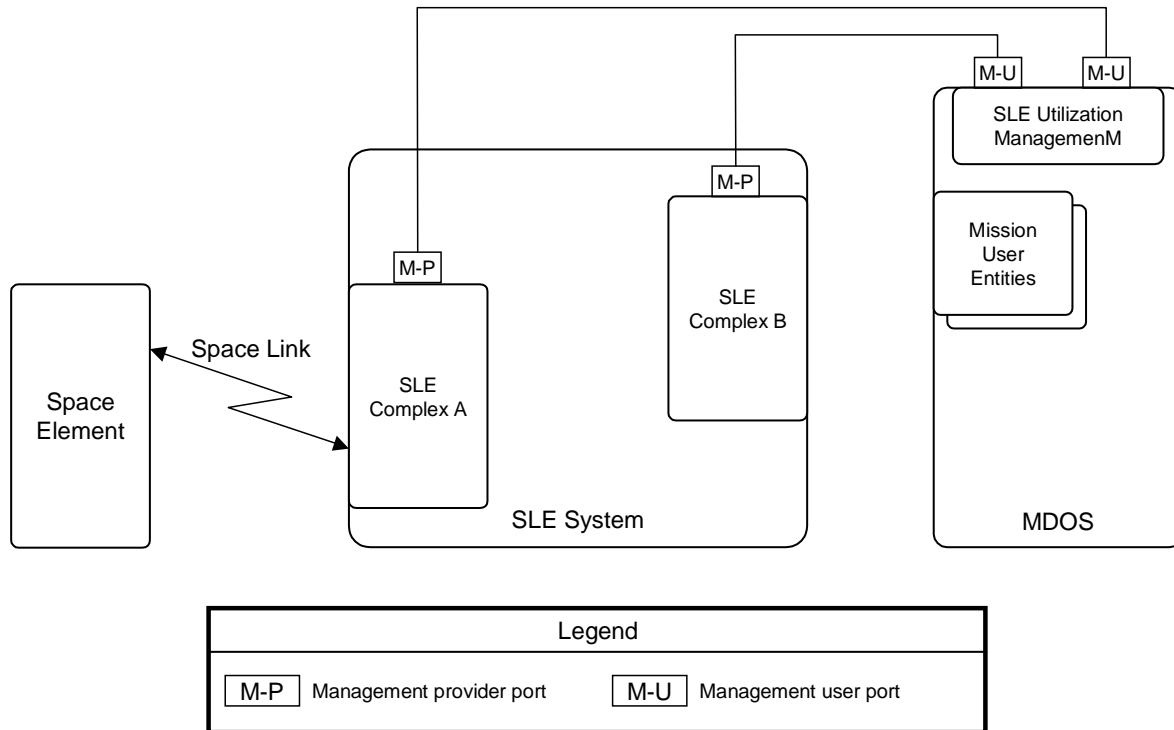 M-U
M-U
SLE Utilization
ManagemenM
M-P
Mission
User
Entities
M-P
SLE
Complex B
Space Link
SLE
Complex A
Space
Element
SLE System
MDOS
Legend
M-P Management provider port
M-U Management user port